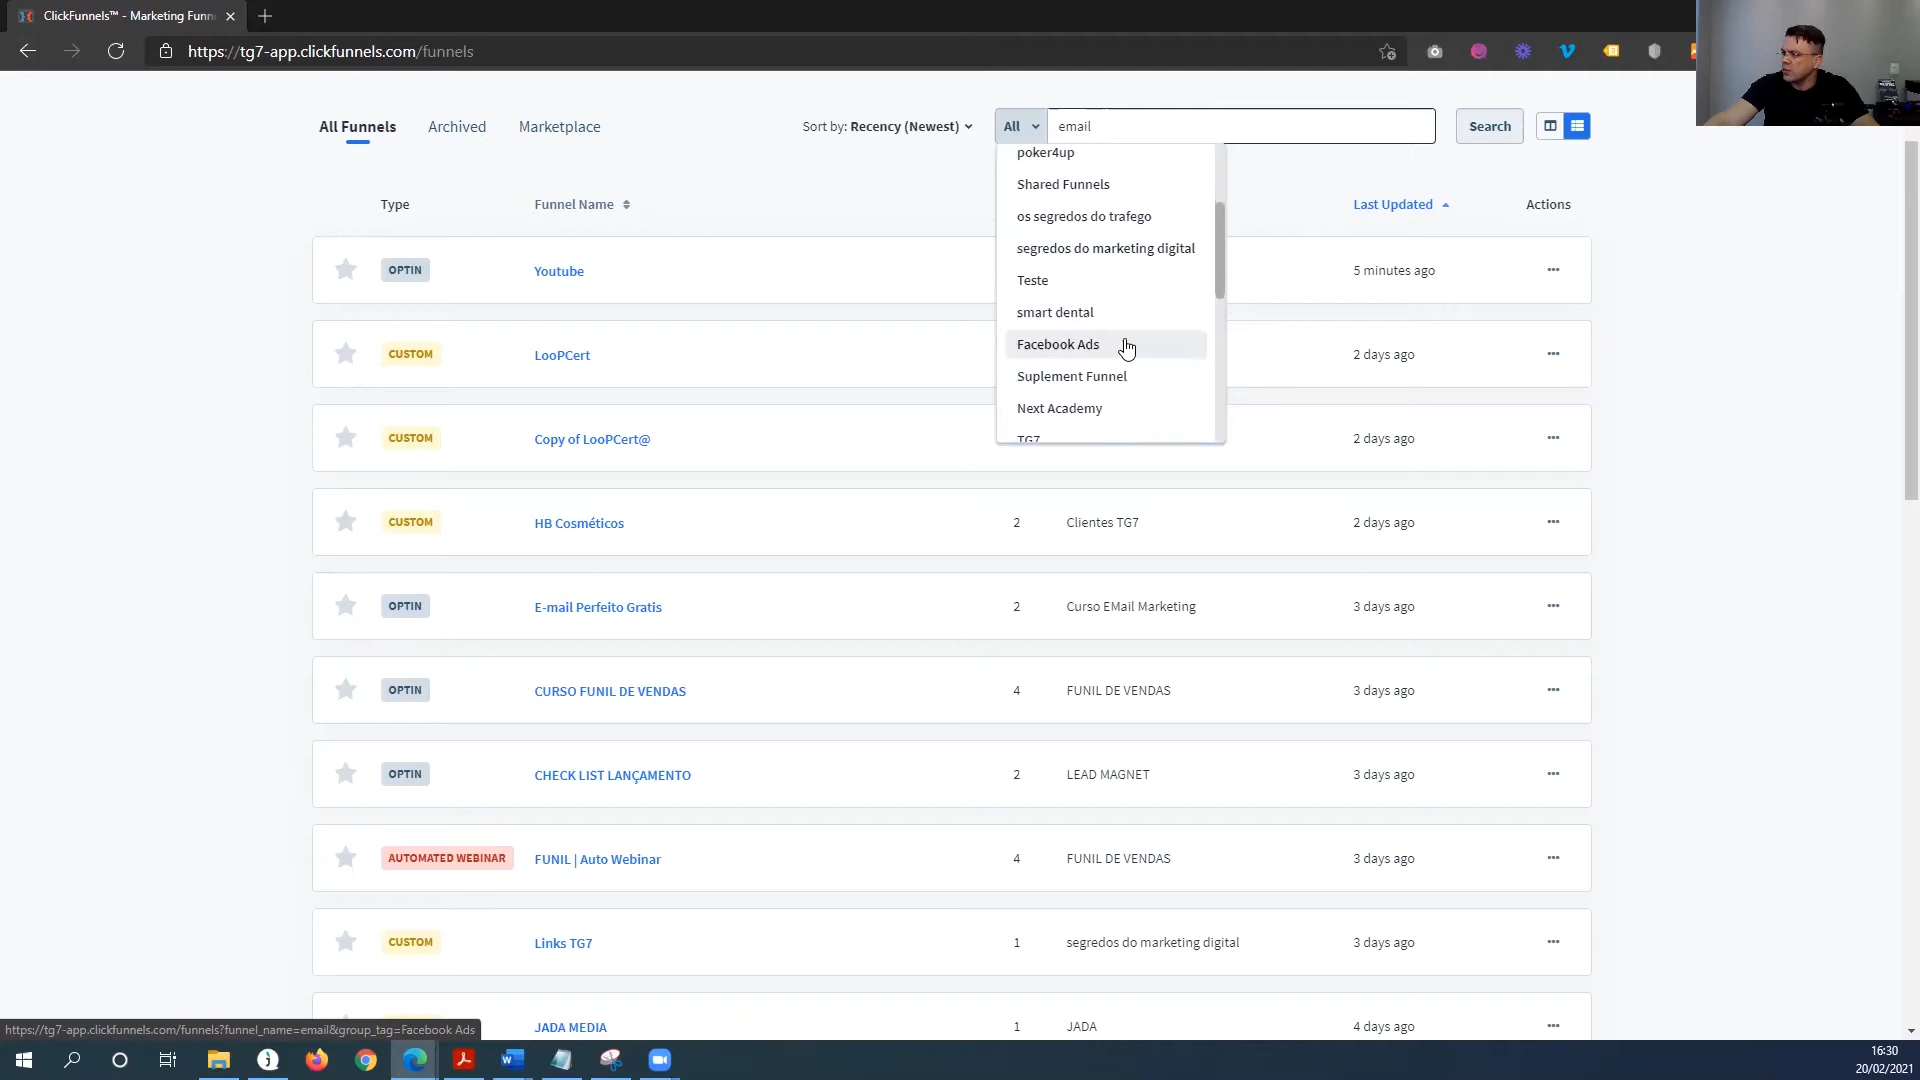 ClickFunnels™ - Marketing Funn
https://tg7-app.clickfunnels.com/funnels
All Funnels Archived Marketplace
Sort by: Recency (Newest)
All email
Search
poker4up
Shared Funnels
os segredos do trafego
segredos do marketing digital
Teste
smart dental
Facebook Ads
Suplement Funnel
Next Academy
TG7
Type Funnel Name Last Updated Actions
OPTIN Youtube 5 minutes ago
CUSTOM LooPCert 2 days ago
CUSTOM Copy of LooPCert@ 2 days ago
CUSTOM HB Cosméticos 2 Clientes TG7 2 days ago
OPTIN E-mail Perfeito Gratis 2 Curso EMail Marketing 3 days ago
OPTIN CURSO FUNIL DE VENDAS 4 FUNIL DE VENDAS 3 days ago
OPTIN CHECK LIST LANÇAMENTO 2 LEAD MAGNET 3 days ago
AUTOMATED WEBINAR FUNIL | Auto Webinar 4 FUNIL DE VENDAS 3 days ago
CUSTOM Links TG7 1 segredos do marketing digital 3 days ago
JADA MEDIA 1 JADA 4 days ago
https://tg7-app.clickfunnels.com/funnels?funnel_name=email&group_tag=Facebook Ads
16:30
20/02/2021